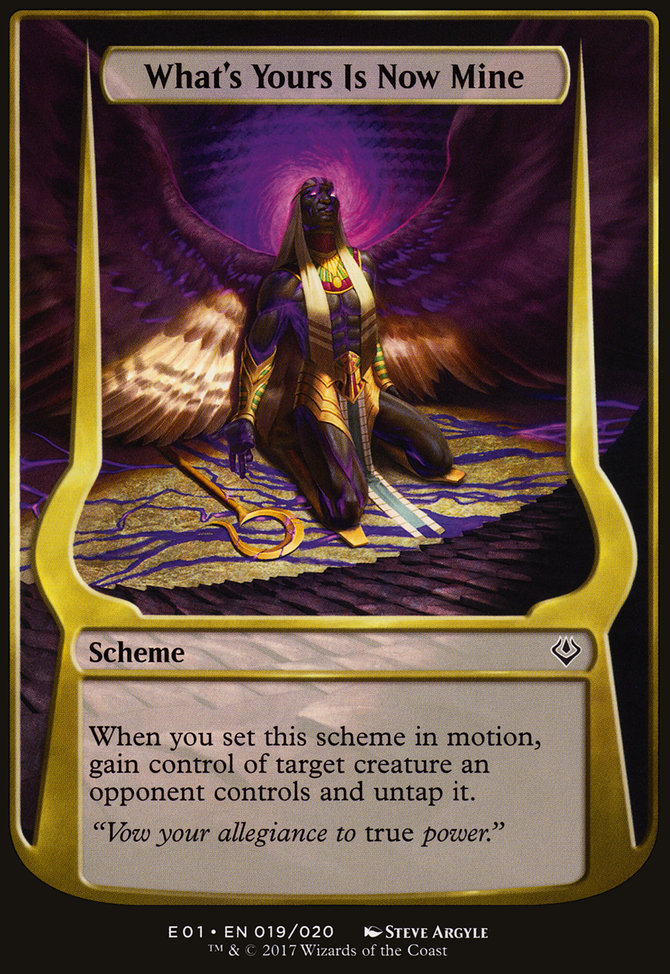 What's Yours Is Now Mine
Scheme
When you set this scheme in motion,
gain control of target creature an
opponent controls and untap it.
“Vow your allegiance to true power.”
E01 • EN 019/020 Steve Argyle
™ & © 2017 Wizards of the Coast